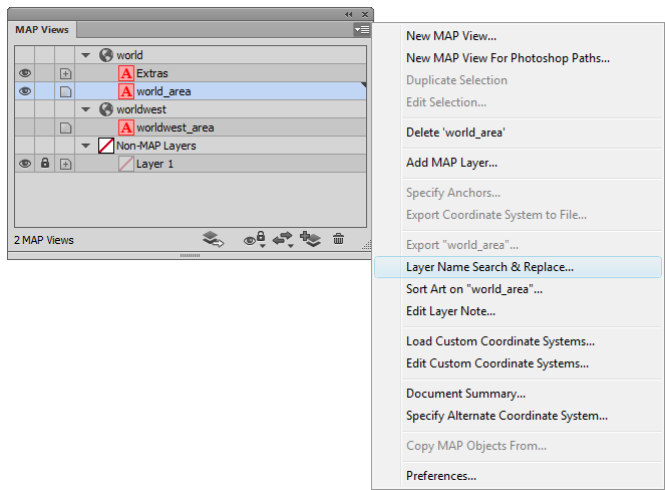 MAP Views
world
A Extras
A world_area
worldwest
A worldwest_area
Non-MAP Layers
Layer 1
2 MAP Views
New MAP View...
New MAP View For Photoshop Paths...
Duplicate Selection
Edit Selection...
Delete 'world_area'
Add MAP Layer...
Specify Anchors...
Export Coordinate System to File...
Export "world_area"...
Layer Name Search & Replace...
Sort Art on "world_area"...
Edit Layer Note...
Load Custom Coordinate Systems...
Edit Custom Coordinate Systems...
Document Summary...
Specify Alternate Coordinate System...
Copy MAP Objects From...
Preferences...